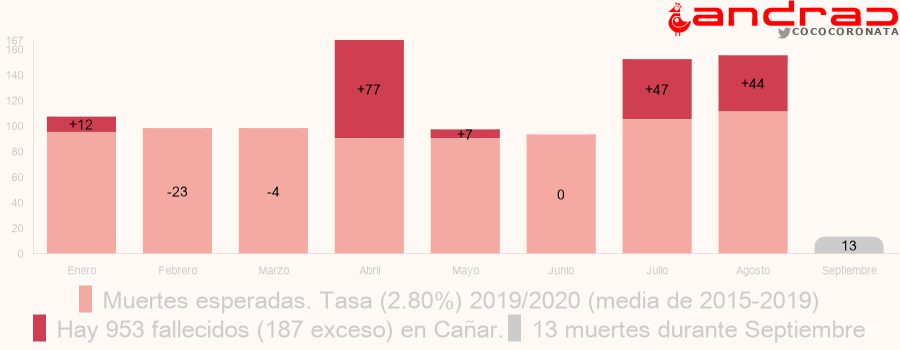 andrab
COCOCORONATA
167
160
140
120
100
80
60
40
20
0
+12
-23
-4
+77
+7
0
+47
+44
13
Enero
Febrero
Marzo
Abril
Mayo
Junio
Julio
Agosto
Septiembre
Muertes esperadas. Tasa (2.80%) 2019/2020 (media de 2015-2019)
Hay 953 fallecidos (187 exceso) en Cañar.
13 muertes durante Septiembre